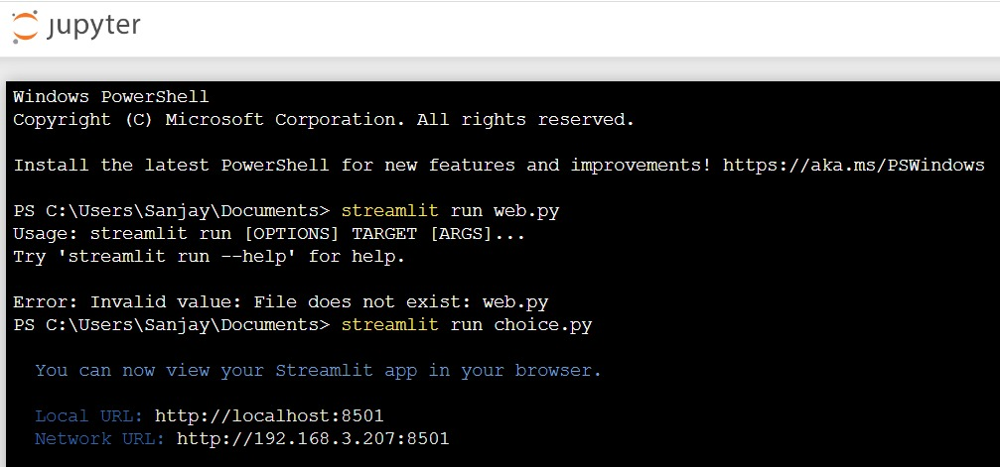 jupyter
Windows PowerShell
Copyright (C) Microsoft Corporation. All rights reserved.
Install the latest PowerShell for new features and improvements! https://aka.ms/PSWindows
PS C:\Users\Sanjay\Documents> streamlit run web.py
Usage: streamlit run [OPTIONS] TARGET [ARGS]...
Try 'streamlit run --help' for help.
Error: Invalid value: File does not exist: web.py
PS C:\Users\Sanjay\Documents> streamlit run choice.py
You can now view your Streamlit app in your browser.
Local URL: http://localhost:8501
Network URL: http://192.168.3.207:8501